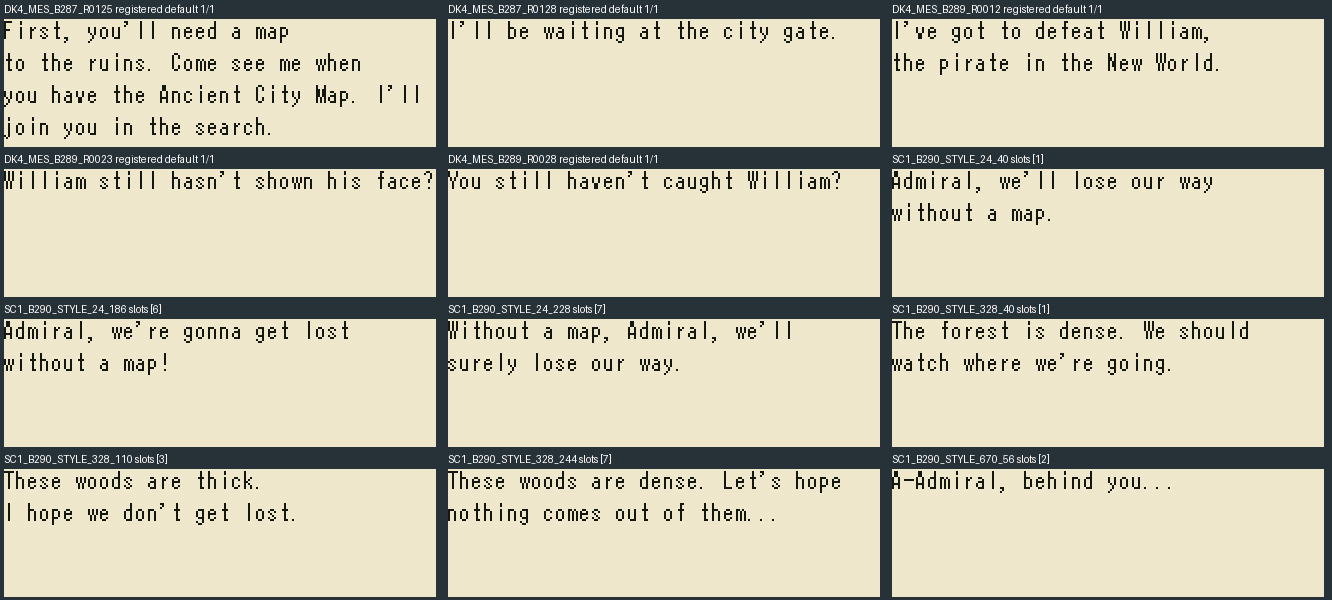 DK4_MES_B287_R0125 registered default 1/1
First, you'll need a map
to the ruins. Come see me when
you have the Ancient City Map. I'll
join you in the search.
DK4_MES_B287_R0128 registered default 1/1
I'll be waiting at the city gate.
DK4_MES_B289_R0012 registered default 1/1
I've got to defeat William,
the pirate in the New World.
DK4_MES_B289_R0023 registered default 1/1
William still hasn't shown his face?
DK4_MES_B289_R0028 registered default 1/1
You still haven't caught William?
SC1_B290_STYLE_24_40 slots [1]
Admiral, we'll lose our way
without a map.
SC1_B290_STYLE_24_186 slots [6]
Admiral, we're gonna get lost
without a map!
SC1_B290_STYLE_24_228 slots [7]
Without a map, Admiral, we'll
surely lose our way.
SC1_B290_STYLE_328_40 slots [1]
The forest is dense. We should
watch where we're going.
SC1_B290_STYLE_328_110 slots [3]
These woods are thick.
I hope we don't get lost.
SC1_B290_STYLE_328_244 slots [7]
These woods are dense. Let's hope
nothing comes out of them...
SC1_B290_STYLE_670_56 slots [2]
A-Admiral, behind you...